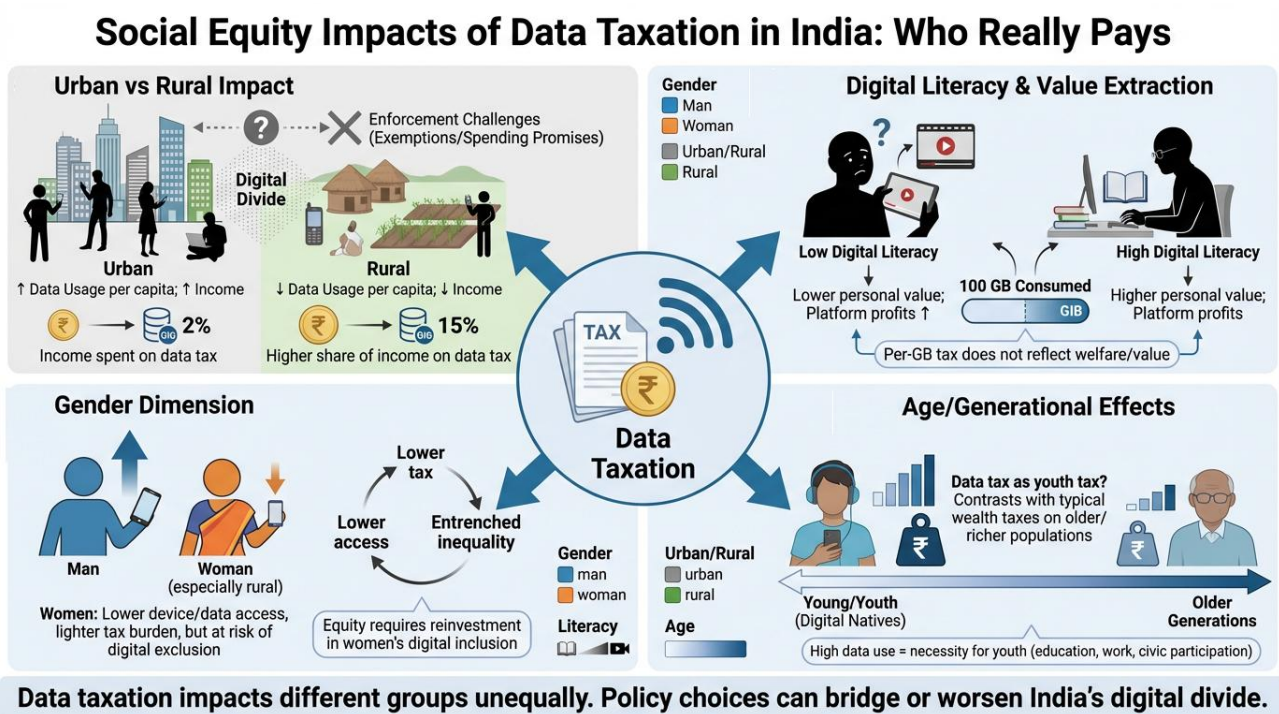 Social Equity Impacts of Data Taxation in India: Who Really Pays
Urban vs Rural Impact
?
Enforcement Challenges
(Exemptions/Spending Promises)
Digital
Divide
Urban
↑ Data Usage per capita; ↑ Income
₹
GIG
2%
Income spent on data tax
Rural
↓ Data Usage per capita; ↓ Income
₹
GIG
15%
Higher share of income on data tax
Gender
Man
Woman
Urban/Rural
Rural
Digital Literacy & Value Extraction
?
Low Digital Literacy
Lower personal value;
Platform profits ↑
100 GB Consumed
GIB
High Digital Literacy
Higher personal value;
Platform profits
Per-GB tax does not reflect welfare/value
TAX
₹
Data
Taxation
Gender Dimension
Man
Woman
(especially rural)
Women: Lower device/data access,
lighter tax burden, but at risk of
digital exclusion
Lower
tax
Lower
access
Entrenched
inequality
Equity requires reinvestment
in women's digital inclusion
Gender
man
woman
Literacy
Urban/Rural
urban
rural
Age
Age/Generational Effects
₹
Data tax as youth tax?
Contrasts with typical
wealth taxes on older/
richer populations
₹
Young/Youth
(Digital Natives)
Older
Generations
High data use = necessity for youth (education, work, civic participation)
Data taxation impacts different groups unequally. Policy choices can bridge or worsen India's digital divide.